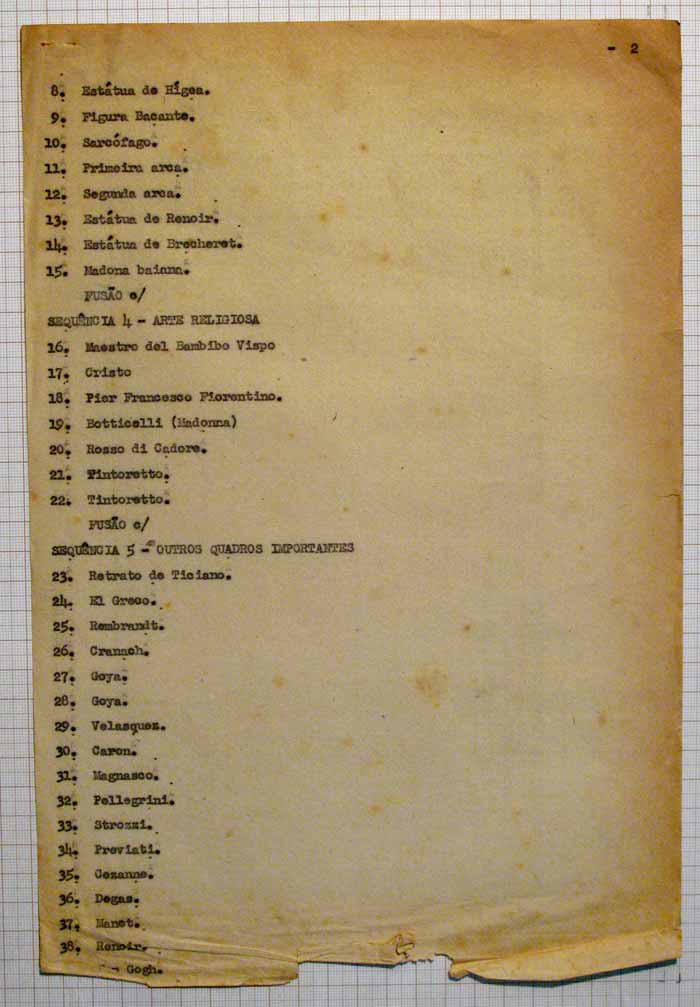 - 2
8. Estátua de Hígea.
9. Figura Bacante.
10. Sarcófago.
11. Primeira arca.
12. Segunda arca.
13. Estátua de Renoir.
14. Estátua de Brecheret.
15. Madona baiana.
FUSÃO c/
SEQUÊNCIA 4 - ARTE RELIGIOSA
16. Maestro del Bambibo Vispo
17. Cristo
18. Pier Francesco Fiorentino.
19. Botticelli (Madonna)
20. Rosso di Cadore.
21. Tintoretto.
22. Tintoretto.
FUSÃO c/
SEQUÊNCIA 5 - OUTROS QUADROS IMPORTANTES
23. Retrato de Ticiano.
24. El Greco.
25. Rembrandt.
26. Cranach.
27. Goya.
28. Goya.
29. Velasquez.
30. Caron.
31. Magnasco.
32. Pellegrini.
33. Strozzi.
34. Previati.
35. Cezanne.
36. Degas.
37. Manet.
38. Renoir.
Gogh.